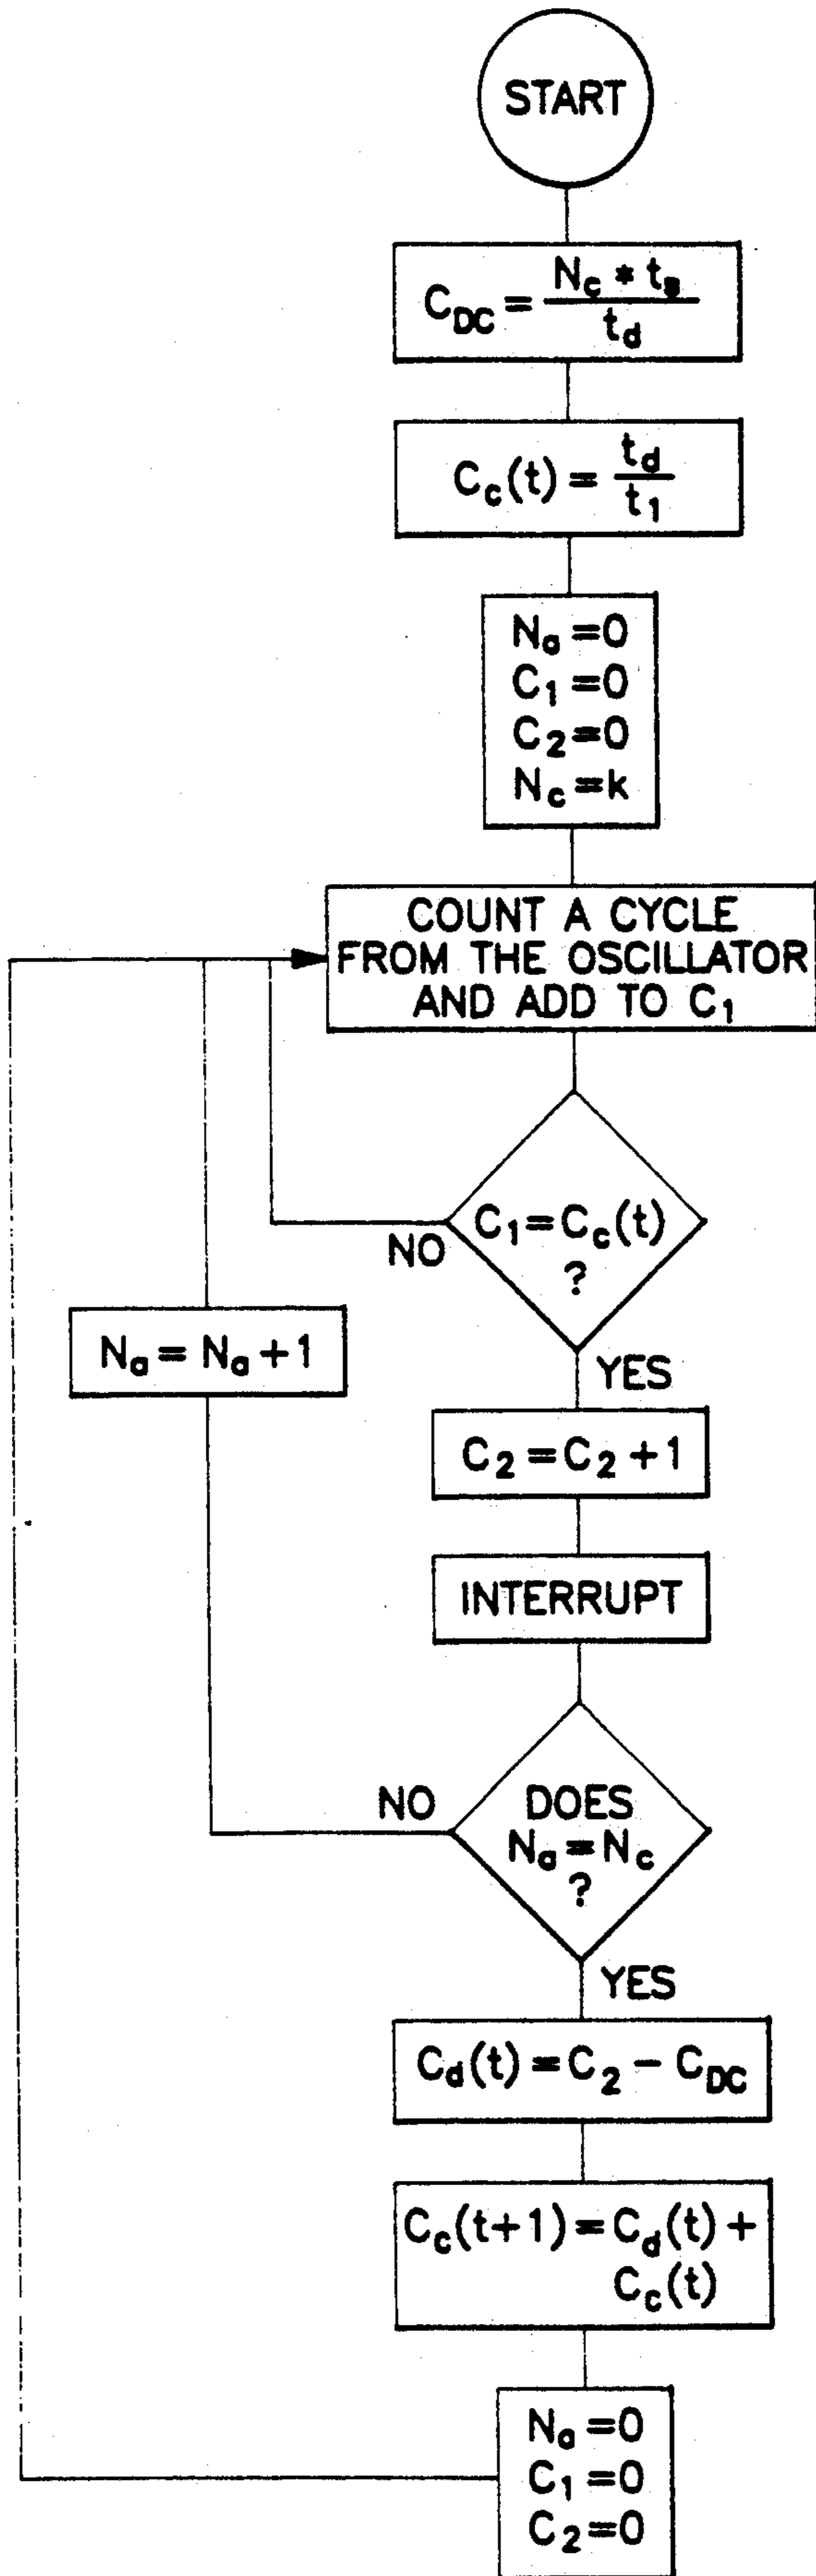 START
C_DC = N_c * t_s / t_d
C_c(t) = t_d / t_1
N_a = 0
C_1 = 0
C_2 = 0
N_c = k
COUNT A CYCLE
FROM THE OSCILLATOR
AND ADD TO C_1
C_1 = C_c(t)
?
NO
YES
N_a = N_a + 1
C_2 = C_2 + 1
INTERRUPT
DOES
N_a = N_c
?
NO
YES
C_d(t) = C_2 - C_DC
C_c(t+1) = C_d(t) +
C_c(t)
N_a = 0
C_1 = 0
C_2 = 0